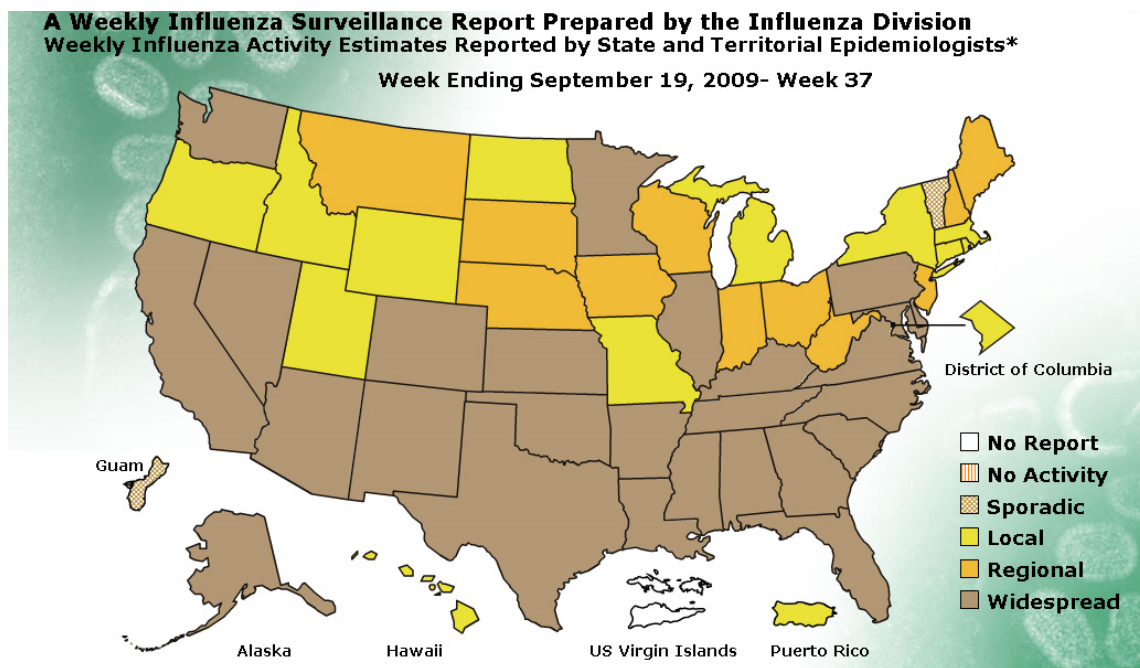 A Weekly Influenza Surveillance Report Prepared by the Influenza Division
Weekly Influenza Activity Estimates Reported by State and Territorial Epidemiologists*
Week Ending September 19, 2009- Week 37
District of Columbia
No Report
Guam
No Activity
Sporadic
Local
Regional
Widespread
Alaska
Hawaii
US Virgin Islands
Puerto Rico